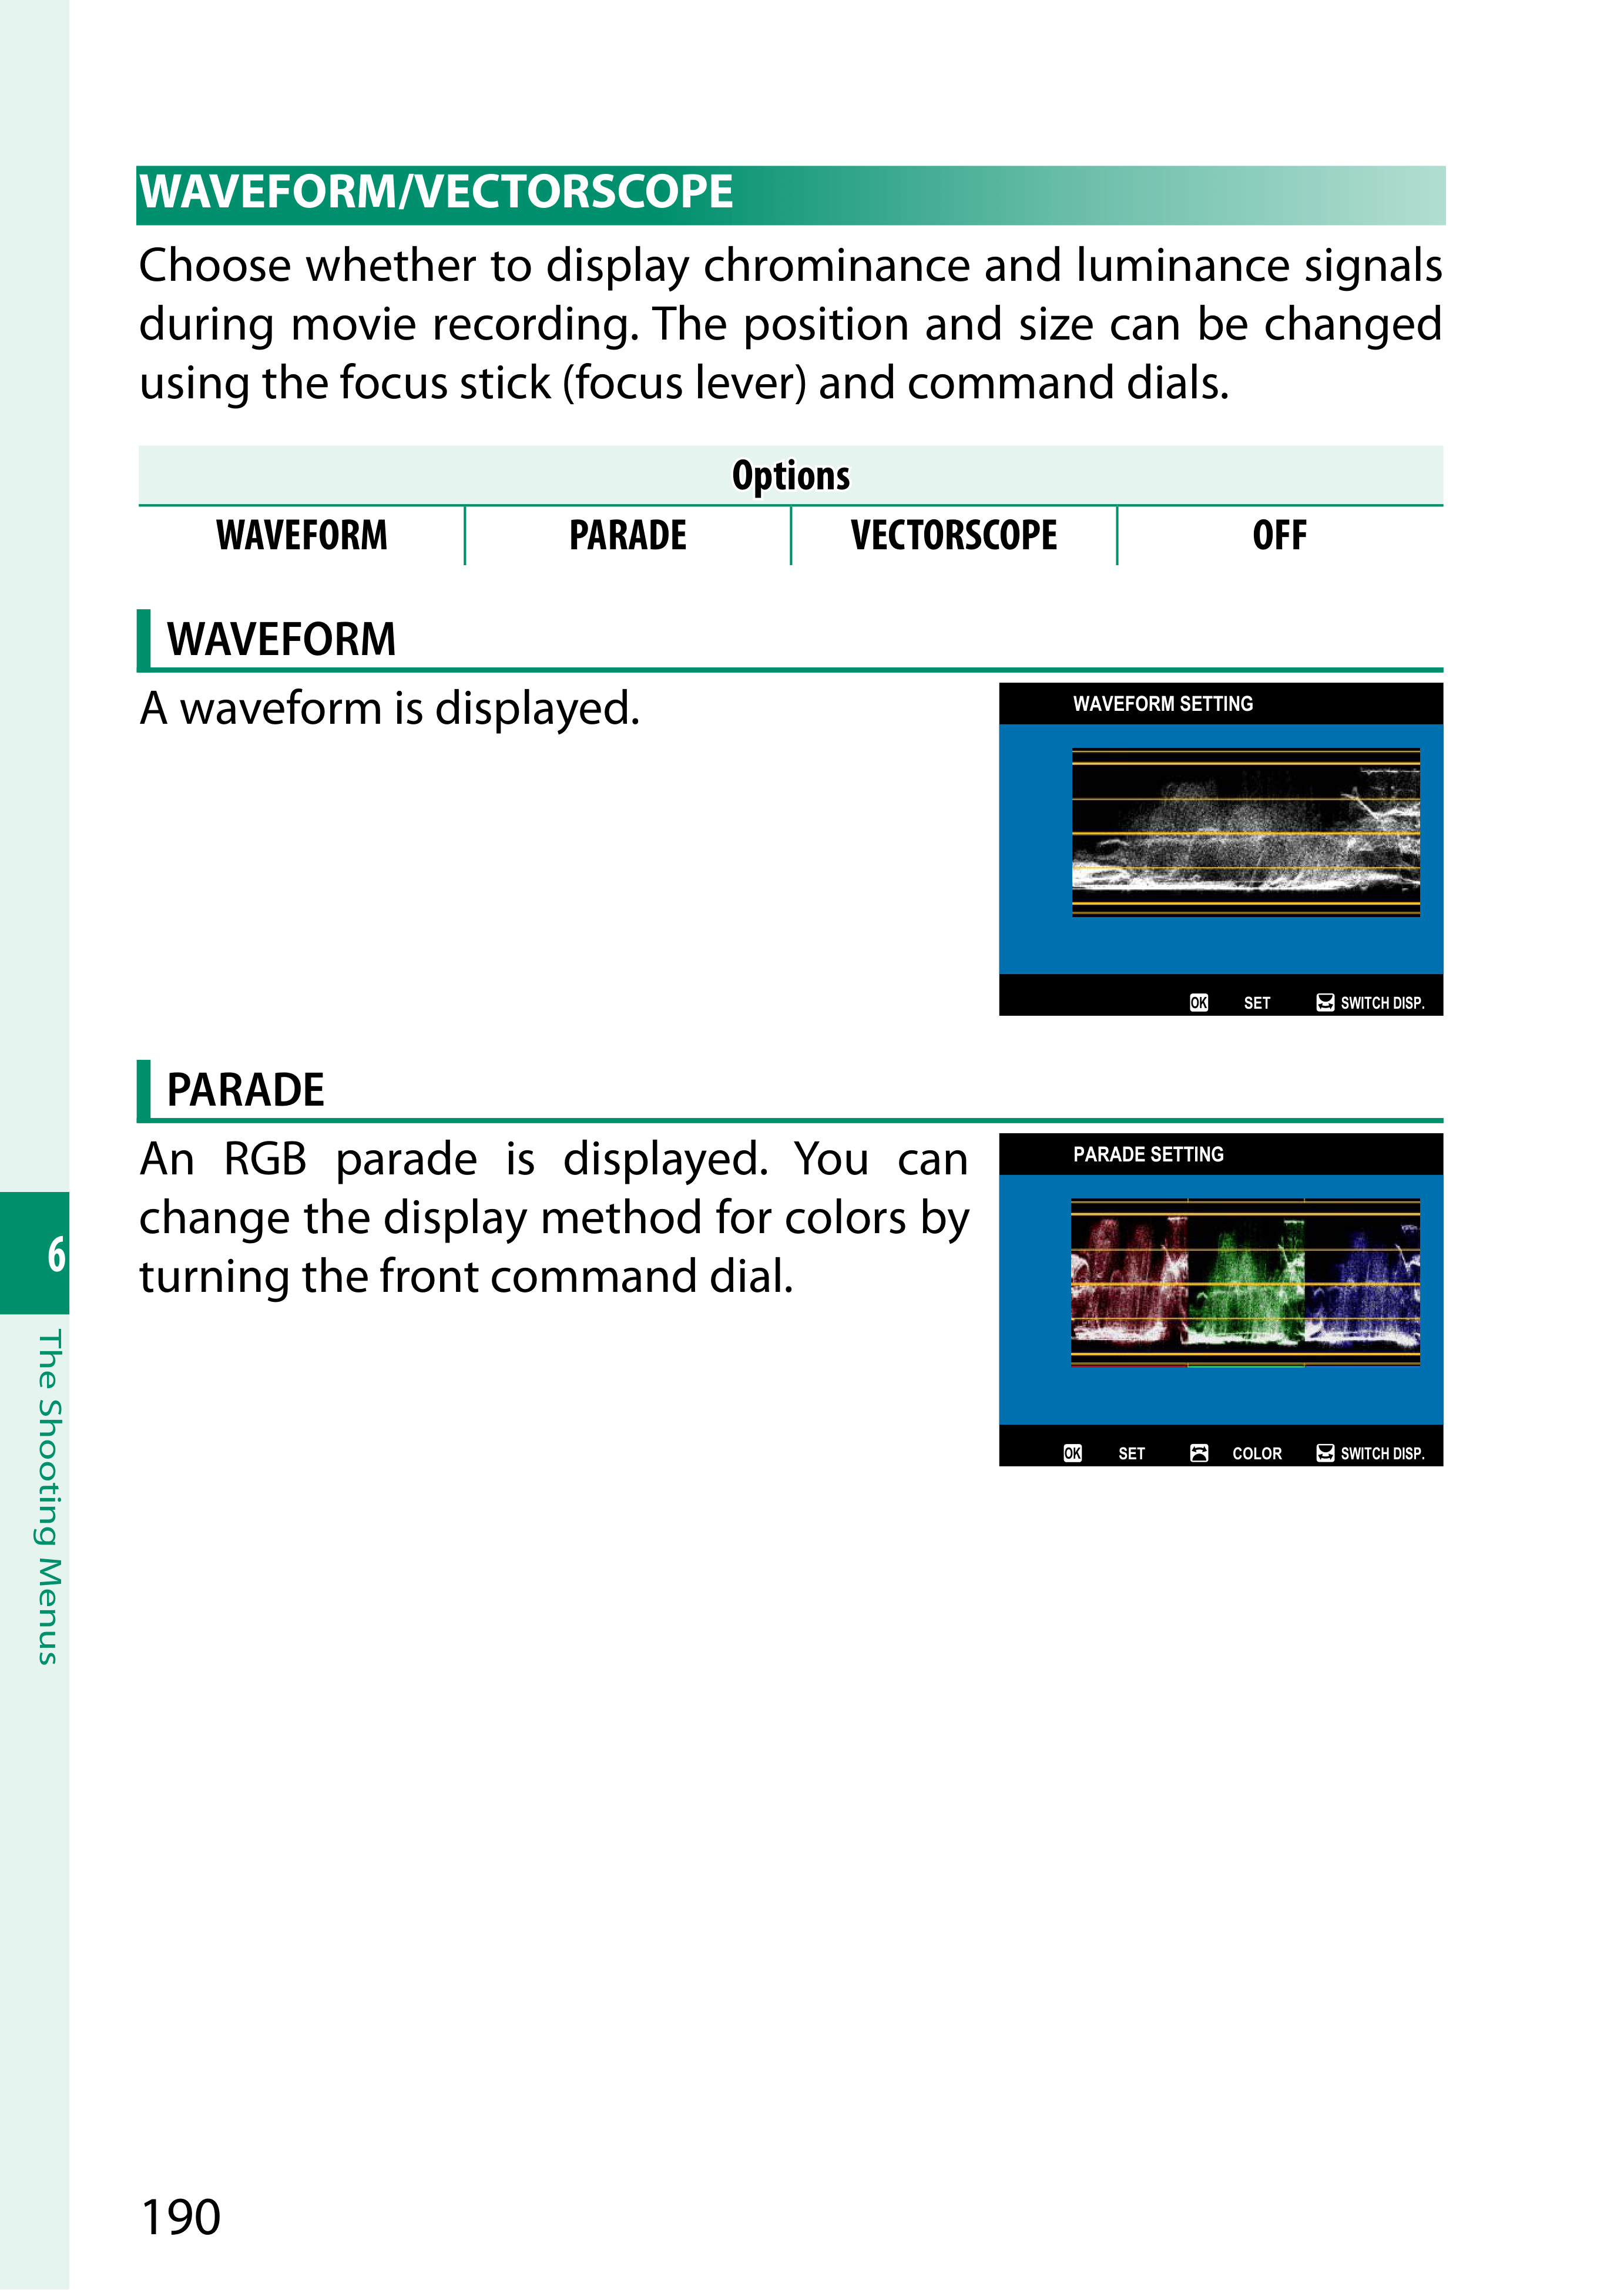 WAVEFORM/VECTORSCOPE
Choose whether to display chrominance and luminance signals
during movie recording. The position and size can be changed
using the focus stick (focus lever) and command dials.
Options
WAVEFORM PARADE VECTORSCOPE OFF
WAVEFORM
A waveform is displayed.
WAVEFORM SETTING
OK SET SWITCH DISP.
PARADE
An RGB parade is displayed. You can
change the display method for colors by
turning the front command dial.
PARADE SETTING
OK SET COLOR SWITCH DISP.
6
The Shooting Menus
190